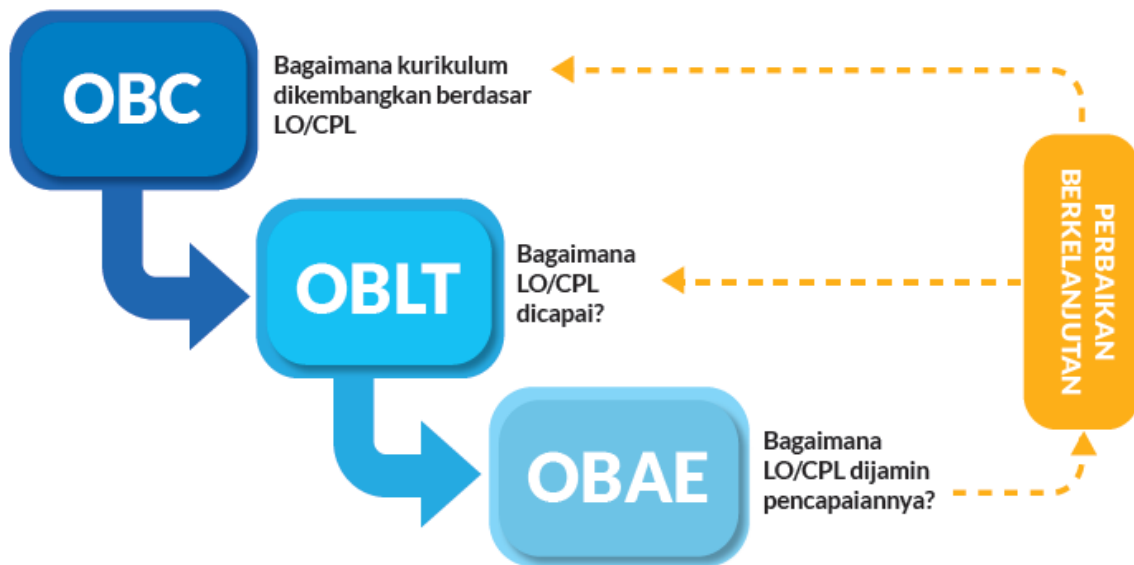 OBC
Bagaimana kurikulum
dikembangkan berdasar
LO/CPL
OBLT
Bagaimana
LO/CPL
dicapai?
OBAE
Bagaimana
LO/CPL dijamin
pencapaiannya?
PERBAIKAN
BERKELANJUTAN